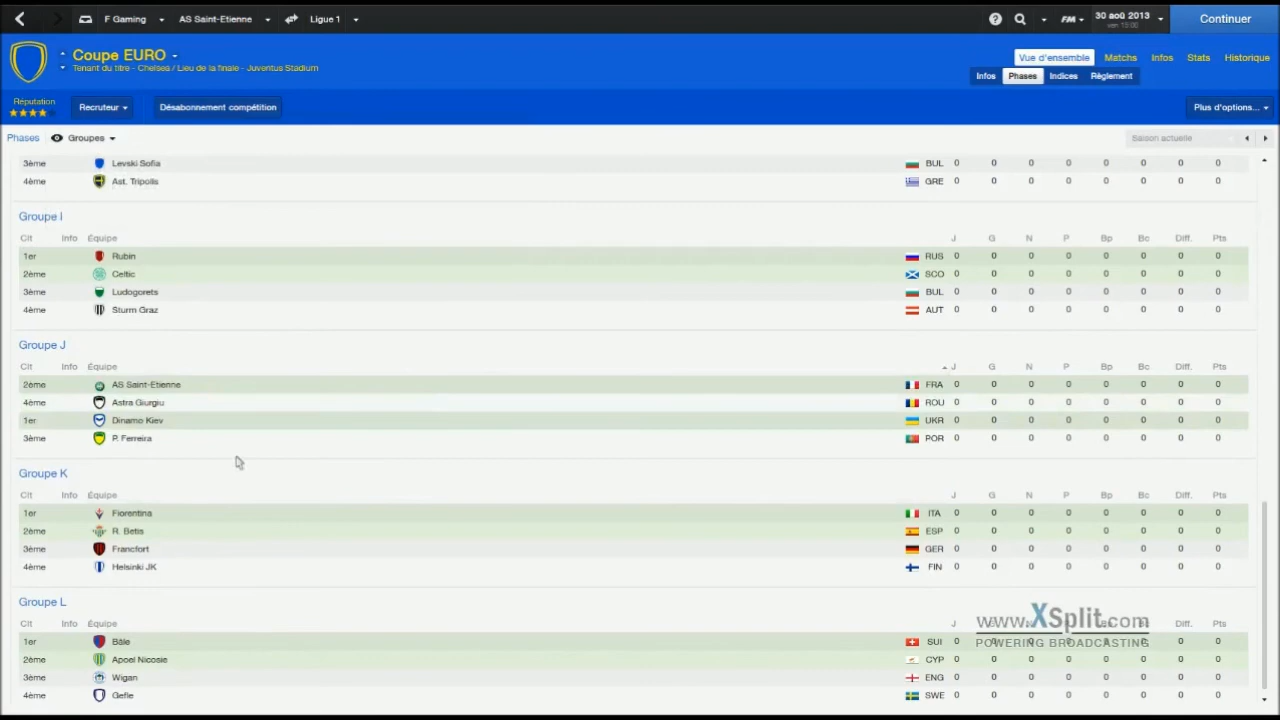 F Gaming AS Saint-Etienne Ligue 1 FM 30 aoû 2013 ven 19:00 Continuer
Coupe EURO
Tenant du titre - Chelsea / Lieu de la finale - Juventus Stadium
Vue d'ensemble Matchs Infos Stats Historique
Infos Phases Indices Règlement
Réputation
Recruteur Désabonnement compétition Plus d'options...
Phases Groupes Saison actuelle
3ème Levski Sofia BUL 0 0 0 0 0 0 0 0
4ème Ast. Tripolis GRE 0 0 0 0 0 0 0 0
Groupe I
Clt Info Équipe J G N P Bp Bc Diff. Pts
1er Rubin RUS 0 0 0 0 0 0 0 0
2ème Celtic SCO 0 0 0 0 0 0 0 0
3ème Ludogorets BUL 0 0 0 0 0 0 0 0
4ème Sturm Graz AUT 0 0 0 0 0 0 0 0
Groupe J
Clt Info Équipe J G N P Bp Bc Diff. Pts
2ème AS Saint-Etienne FRA 0 0 0 0 0 0 0 0
4ème Astra Giurgiu ROU 0 0 0 0 0 0 0 0
1er Dinamo Kiev UKR 0 0 0 0 0 0 0 0
3ème P. Ferreira POR 0 0 0 0 0 0 0 0
Groupe K
Clt Info Équipe J G N P Bp Bc Diff. Pts
1er Fiorentina ITA 0 0 0 0 0 0 0 0
2ème R. Betis ESP 0 0 0 0 0 0 0 0
3ème Francfort GER 0 0 0 0 0 0 0 0
4ème Helsinki JK FIN 0 0 0 0 0 0 0 0
Groupe L
Clt Info Équipe J G N P Bp Bc Diff. Pts
www.XSplit.com
1er Bâle SUI 0 0 0 0 0 0 0 0
POWERING BROADCASTING
2ème Apoel Nicosie CYP 0 0 0 0 0 0 0 0
3ème Wigan ENG 0 0 0 0 0 0 0 0
4ème Gefle SWE 0 0 0 0 0 0 0 0